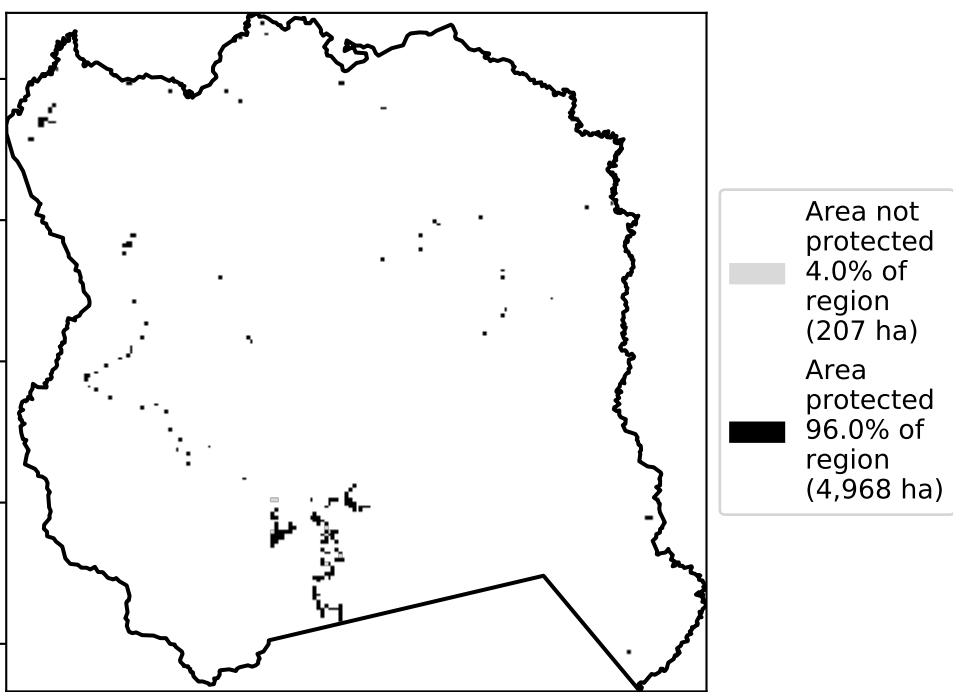 Area not
protected
4.0% of
region
(207 ha)
Area
protected
96.0% of
region
(4,968 ha)